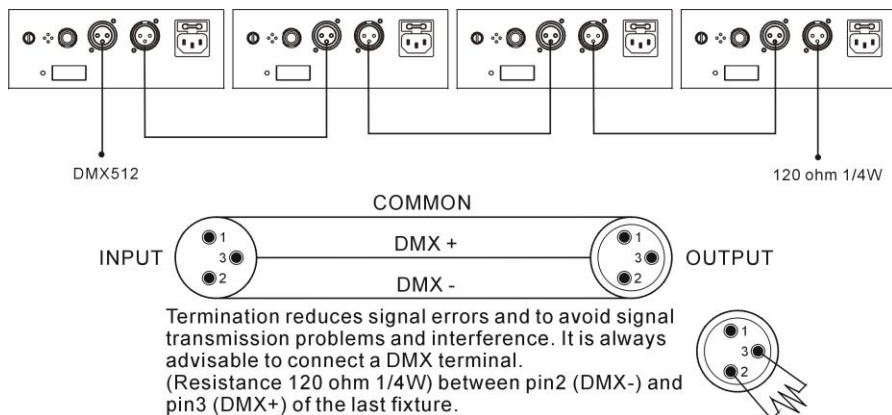 DMX512
120 ohm 1/4W
COMMON
INPUT
1
3
2
DMX +
DMX -
1
3
2
OUTPUT
Termination reduces signal errors and to avoid signal
transmission problems and interference. It is always
advisable to connect a DMX terminal.
(Resistance 120 ohm 1/4W) between pin2 (DMX-) and
pin3 (DMX+) of the last fixture.
1
3
2